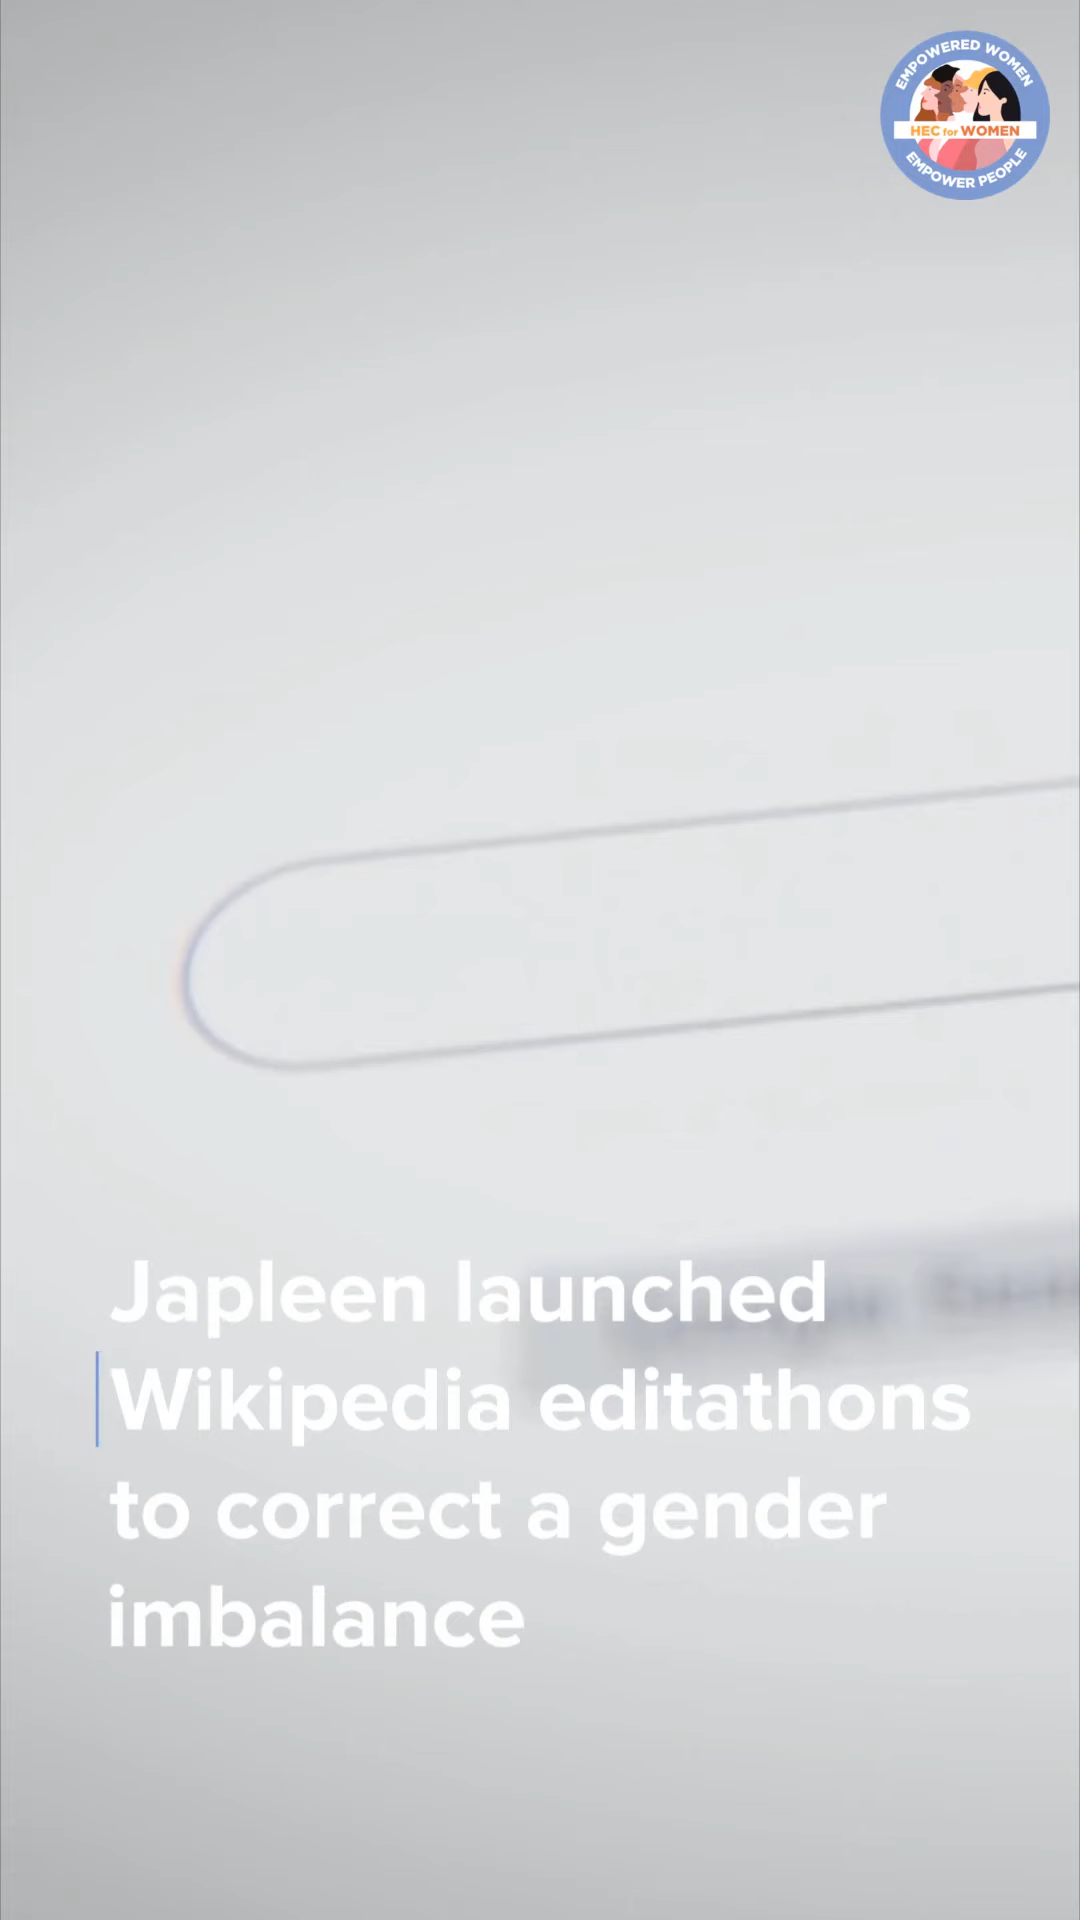 EMPOWERED WOMEN
HEC for WOMEN
EMPOWER PEOPLE
Japleen launched
Wikipedia editathons
to correct a gender
imbalance